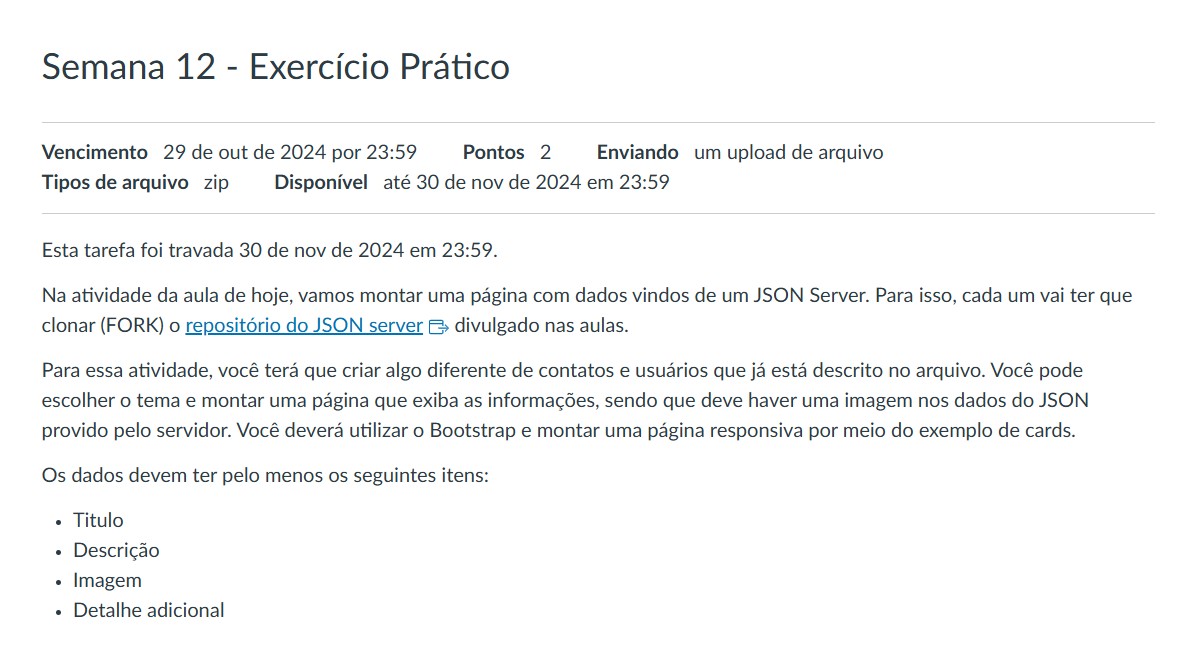 Semana 12 - Exercício Prático
Vencimento 29 de out de 2024 por 23:59 Pontos 2 Enviando um upload de arquivo
Tipos de arquivo zip Disponível até 30 de nov de 2024 em 23:59
Esta tarefa foi travada 30 de nov de 2024 em 23:59.
Na atividade da aula de hoje, vamos montar uma página com dados vindos de um JSON Server. Para isso, cada um vai ter que
clonar (FORK) o repositório do JSON server divulgado nas aulas.
Para essa atividade, você terá que criar algo diferente de contatos e usuários que já está descrito no arquivo. Você pode
escolher o tema e montar uma página que exiba as informações, sendo que deve haver uma imagem nos dados do JSON
provido pelo servidor. Você deverá utilizar o Bootstrap e montar uma página responsiva por meio do exemplo de cards.
Os dados devem ter pelo menos os seguintes itens:
• Titulo
• Descrição
• Imagem
• Detalhe adicional